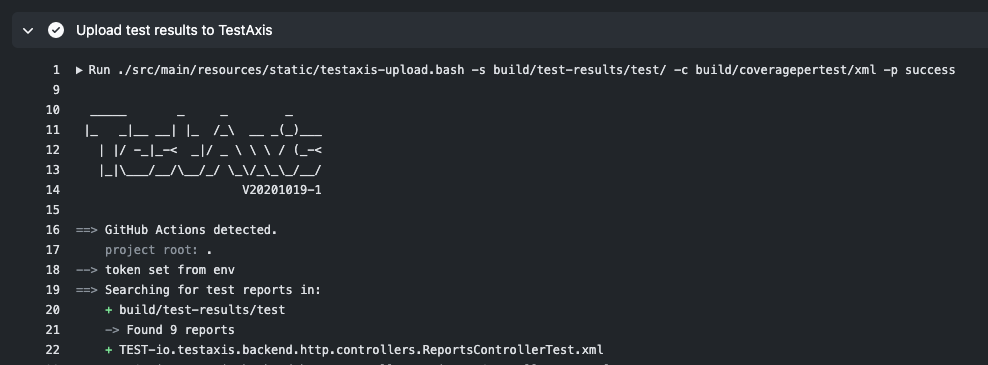 Upload test results to TestAxis
1 ▶ Run ./src/main/resources/static/testaxis-upload.bash -s build/test-results/test/ -c build/coveragepertest/xml -p success
9
10  _____       _     _        _
11 |_   _|__ __| |_  /_\  __ _(_)___
12   | |/ -_|_-<  _|/ _ \ \ \ / (_-<
13   |_|\___/__/\__/_/ \_\/_\_\_/__/
14                       V20201019-1
15
16 ==> GitHub Actions detected.
17     project root: .
18 --> token set from env
19 ==> Searching for test reports in:
20     + build/test-results/test
21     -> Found 9 reports
22     + TEST-io.testaxis.backend.http.controllers.ReportsControllerTest.xml